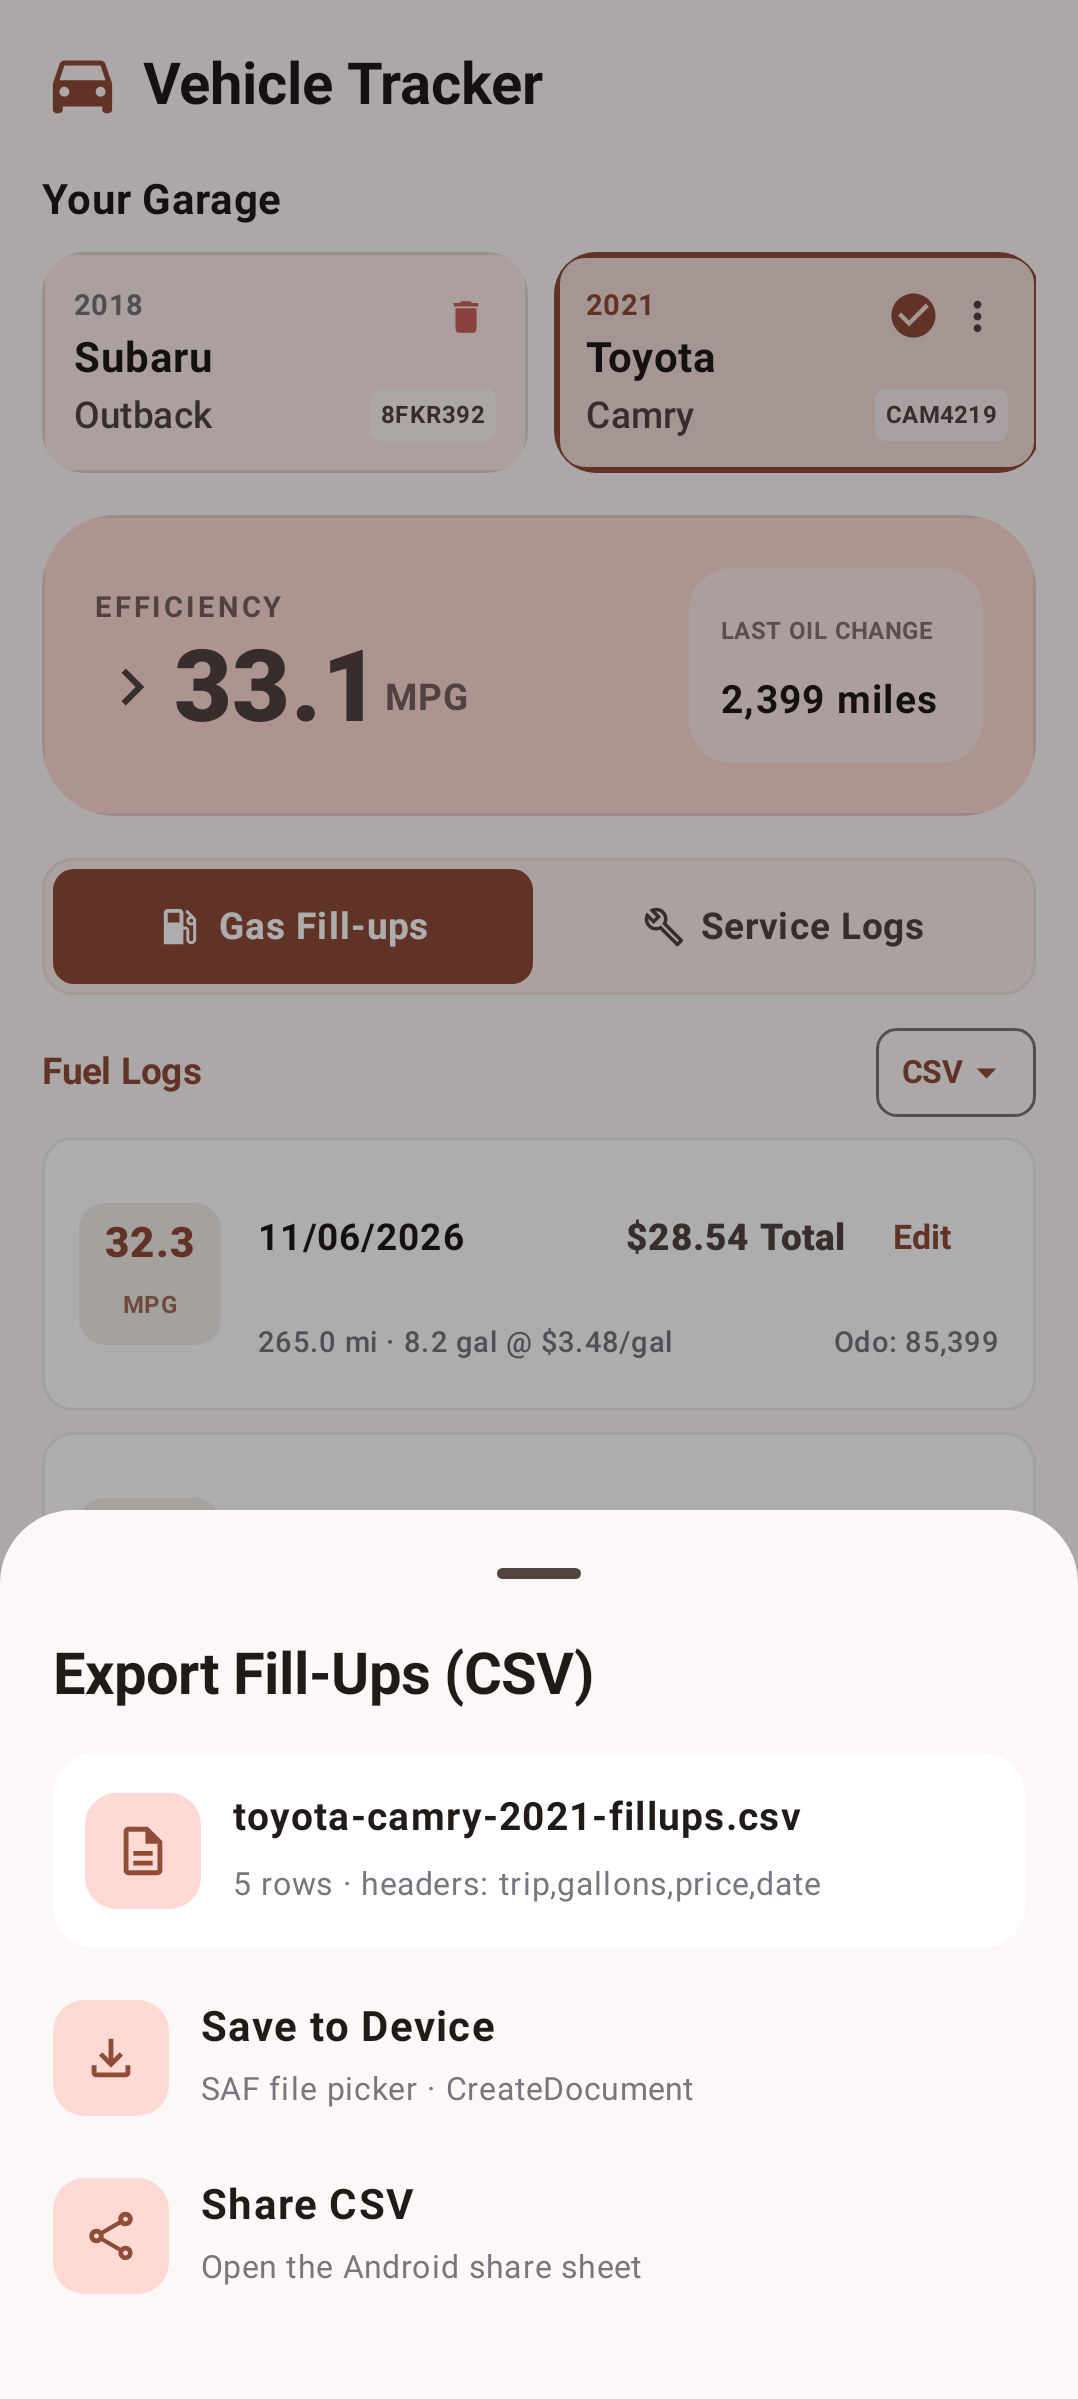 Vehicle Tracker
Your Garage
2018
Subaru
Outback
8FKR392
2021
Toyota
Camry
CAM4219
EFFICIENCY
33.1 MPG
LAST OIL CHANGE
2,399 miles
Gas Fill-ups
Service Logs
Fuel Logs
CSV
32.3
MPG
11/06/2026
$28.54 Total
Edit
265.0 mi · 8.2 gal @ $3.48/gal
Odo: 85,399
Export Fill-Ups (CSV)
toyota-camry-2021-fillups.csv
5 rows · headers: trip,gallons,price,date
Save to Device
SAF file picker · CreateDocument
Share CSV
Open the Android share sheet